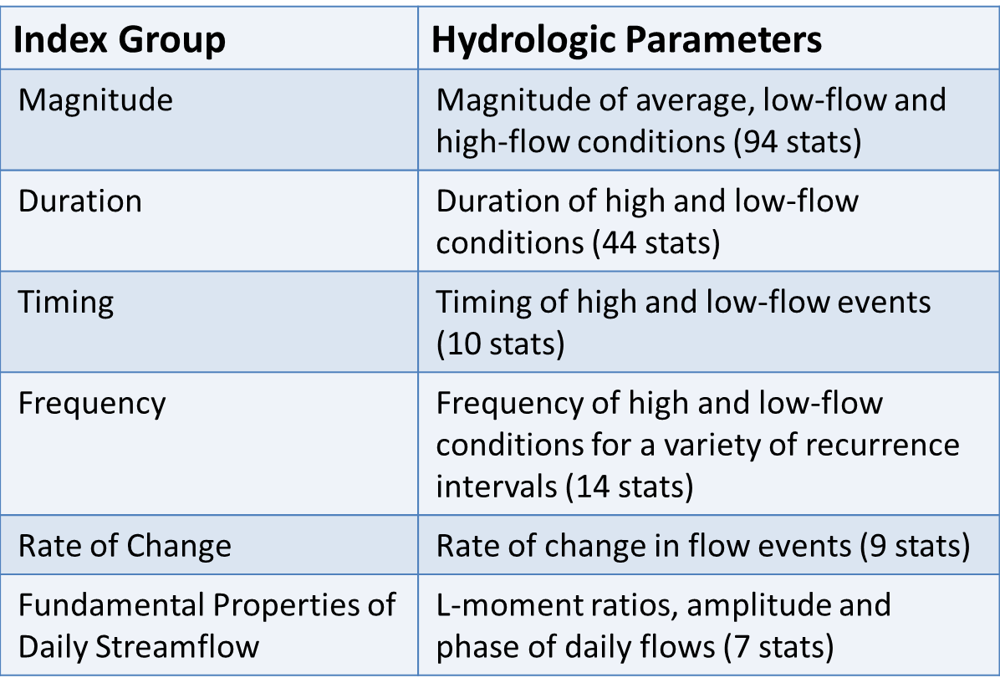 Index Group
Hydrologic Parameters
Magnitude
Magnitude of average, low-flow and
high-flow conditions (94 stats)
Duration
Duration of high and low-flow
conditions (44 stats)
Timing
Timing of high and low-flow events
(10 stats)
Frequency
Frequency of high and low-flow
conditions for a variety of recurrence
intervals (14 stats)
Rate of Change
Rate of change in flow events (9 stats)
Fundamental Properties of
Daily Streamflow
L-moment ratios, amplitude and
phase of daily flows (7 stats)